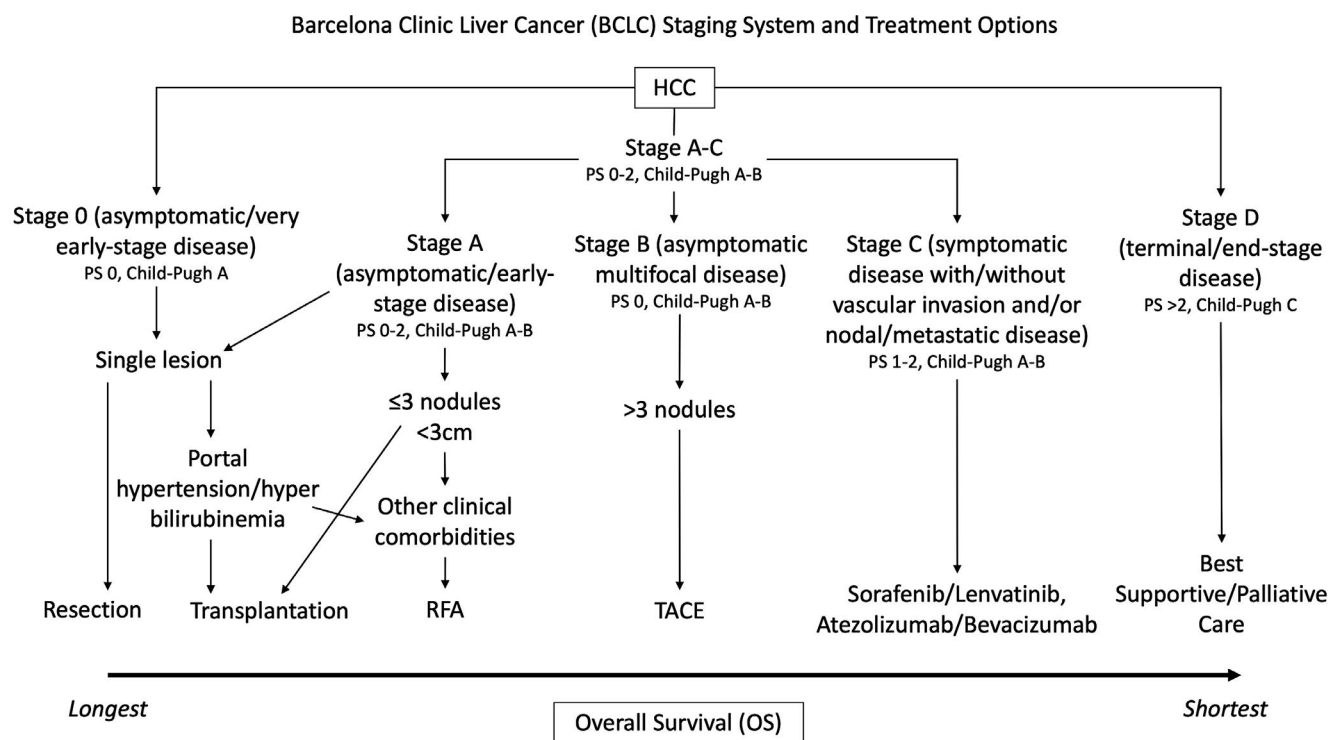 Barcelona Clinic Liver Cancer (BCLC) Staging System and Treatment Options
HCC
Stage A-C
PS 0-2, Child-Pugh A-B
Stage 0 (asymptomatic/very
early-stage disease)
PS 0, Child-Pugh A
Stage A
(asymptomatic/early-
stage disease)
PS 0-2, Child-Pugh A-B
Stage B (asymptomatic
multifocal disease)
PS 0, Child-Pugh A-B
Stage C (symptomatic
disease with/without
vascular invasion and/or
nodal/metastatic disease)
PS 1-2, Child-Pugh A-B
Stage D
(terminal/end-stage
disease)
PS >2, Child-Pugh C
Single lesion
≤3 nodules
<3cm
>3 nodules
Portal
hypertension/hyper
bilirubinemia
Other clinical
comorbidities
Resection
Transplantation
RFA
TACE
Sorafenib/Lenvatinib,
Atezolizumab/Bevacizumab
Best
Supportive/Palliative
Care
Longest
Shortest
Overall Survival (OS)